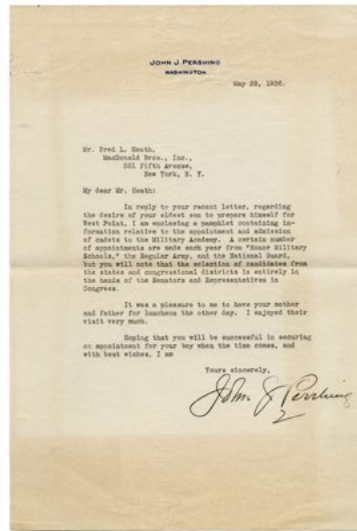 JOHN J. PERSHING
WASHINGTON
May 29, 1936.
Mr. Fred L. Heath,
MacDonald Bros., Inc.,
551 Fifth Avenue,
New York, N. Y.
My dear Mr. Heath:
In reply to your recent letter, regarding
the desire of your eldest son to prepare himself for
West Point, I am enclosing a pamphlet containing in-
formation relative to the appointment and admission
of cadets to the Military Academy. A certain number
of appointments are made each year from "Honor Military
Schools," the Regular Army, and the National Guard,
but you will note that the selection of candidates from
the states and congressional districts is entirely in
the hands of the Senators and Representatives in
Congress.
It was a pleasure to me to have your mother
and father for luncheon the other day. I enjoyed their
visit very much.
Hoping that you will be successful in securing
an appointment for your boy when the time comes, and
with best wishes, I am
Yours sincerely,
John J. Pershing